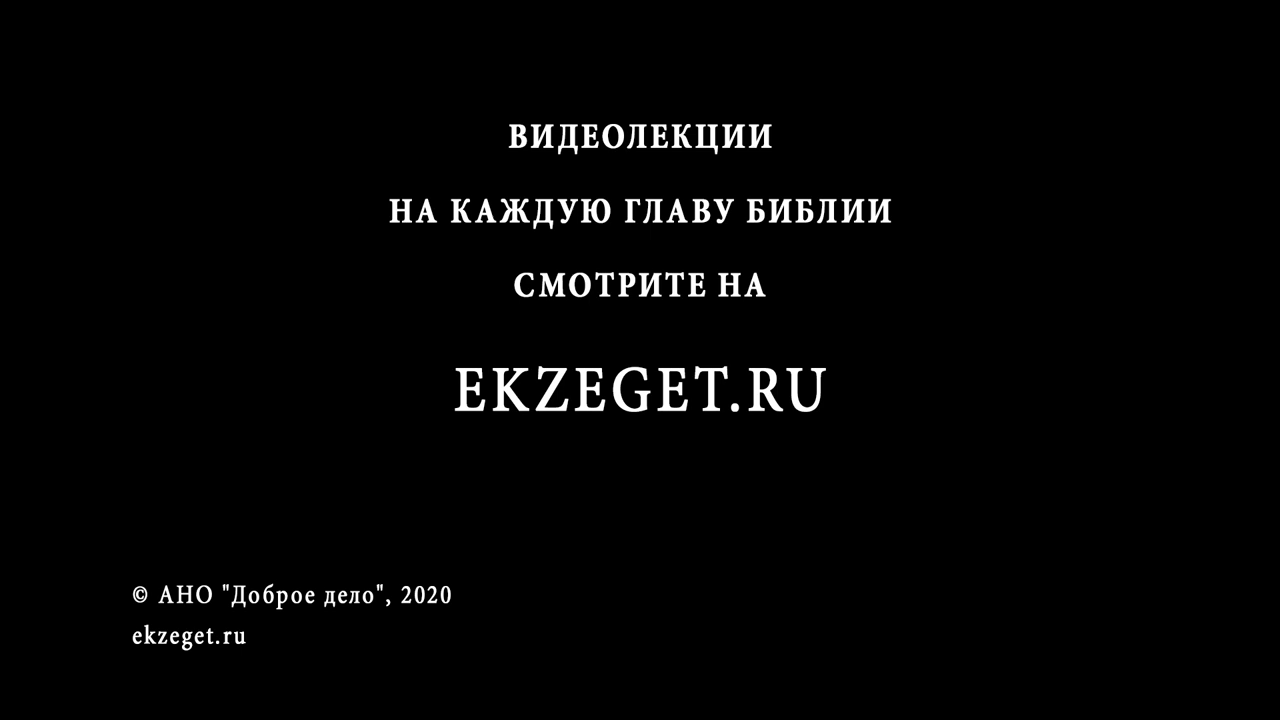 ВИДЕОЛЕКЦИИ
НА КАЖДУЮ ГЛАВУ БИБЛИИ
СМОТРИТЕ НА
EKZEGET.RU
© АНО "Доброе дело", 2020
ekzeget.ru